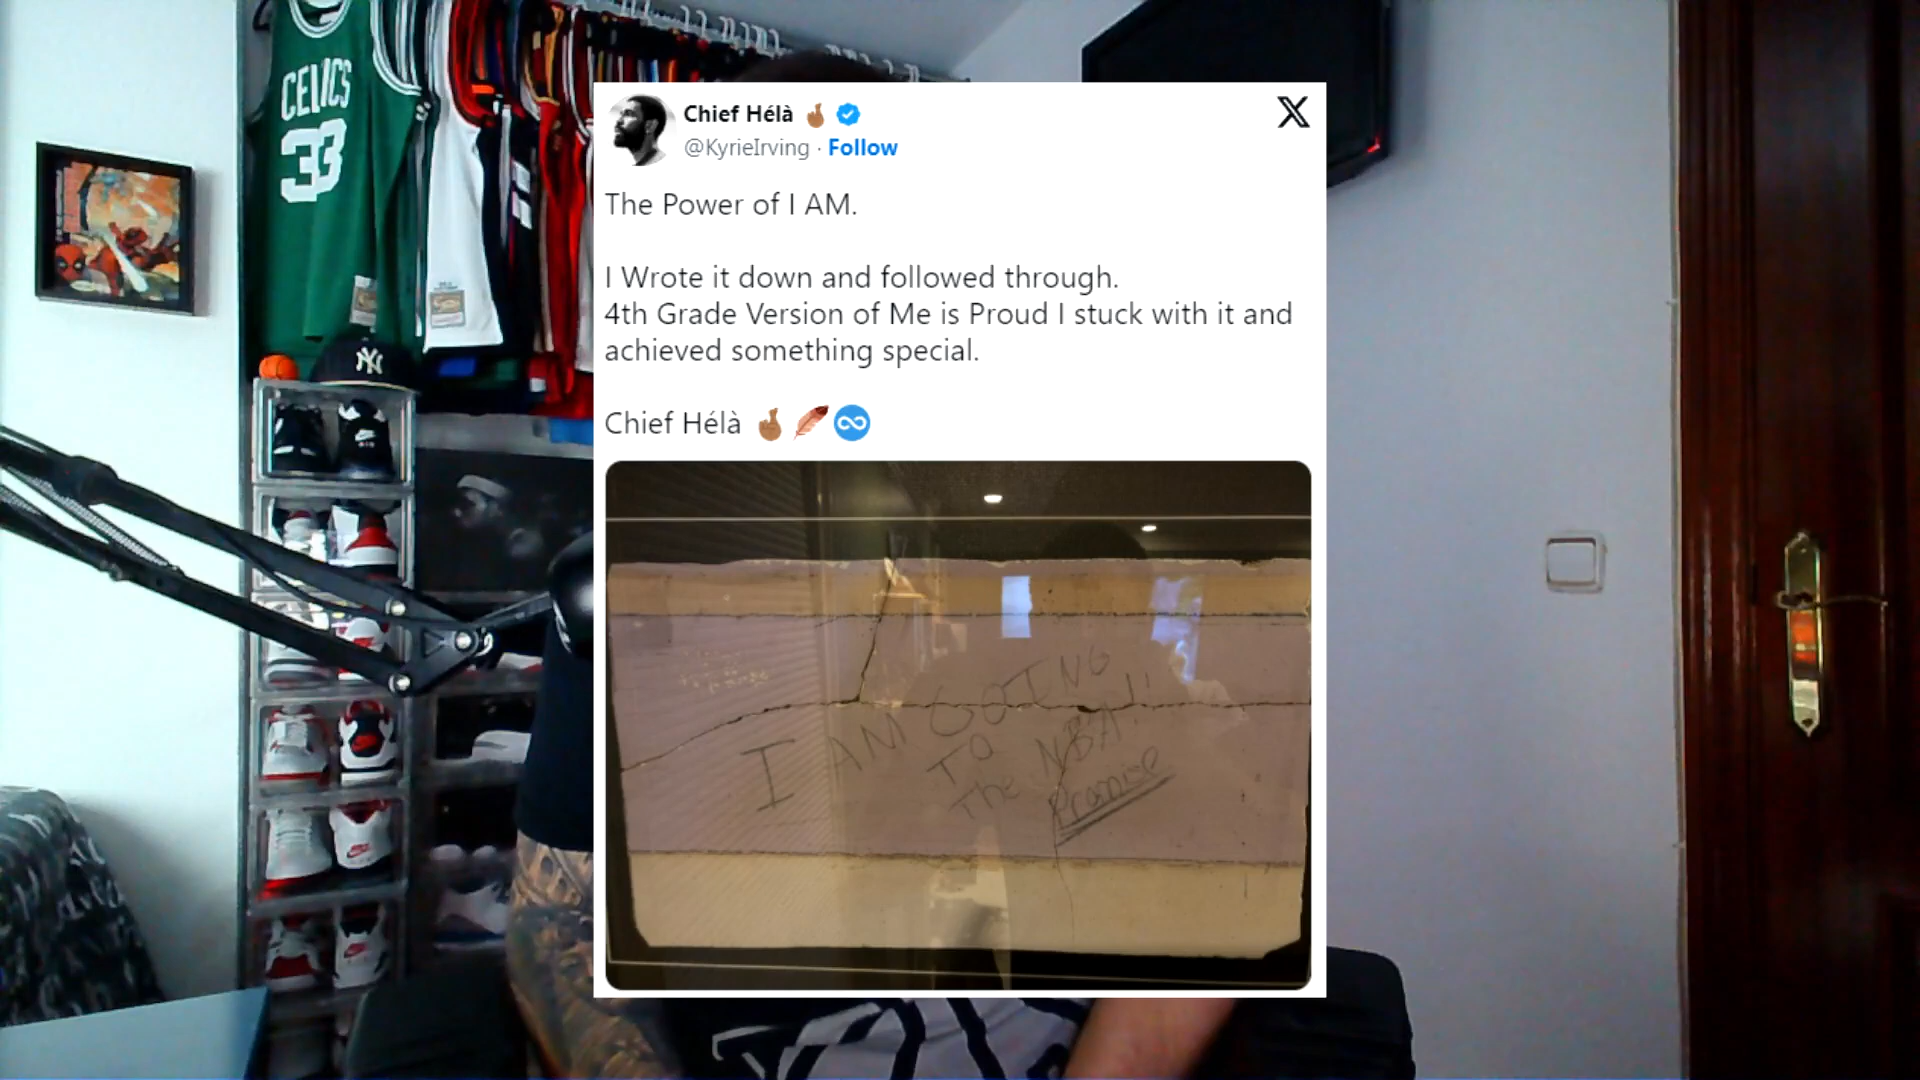 CELTICS
33
NY
Chief Hélà
@KyrieIrving · Follow
The Power of I AM.
I Wrote it down and followed through.
4th Grade Version of Me is Proud I stuck with it and
achieved something special.
Chief Hélà
I AM GOING
TO
The NBA!!
Promise